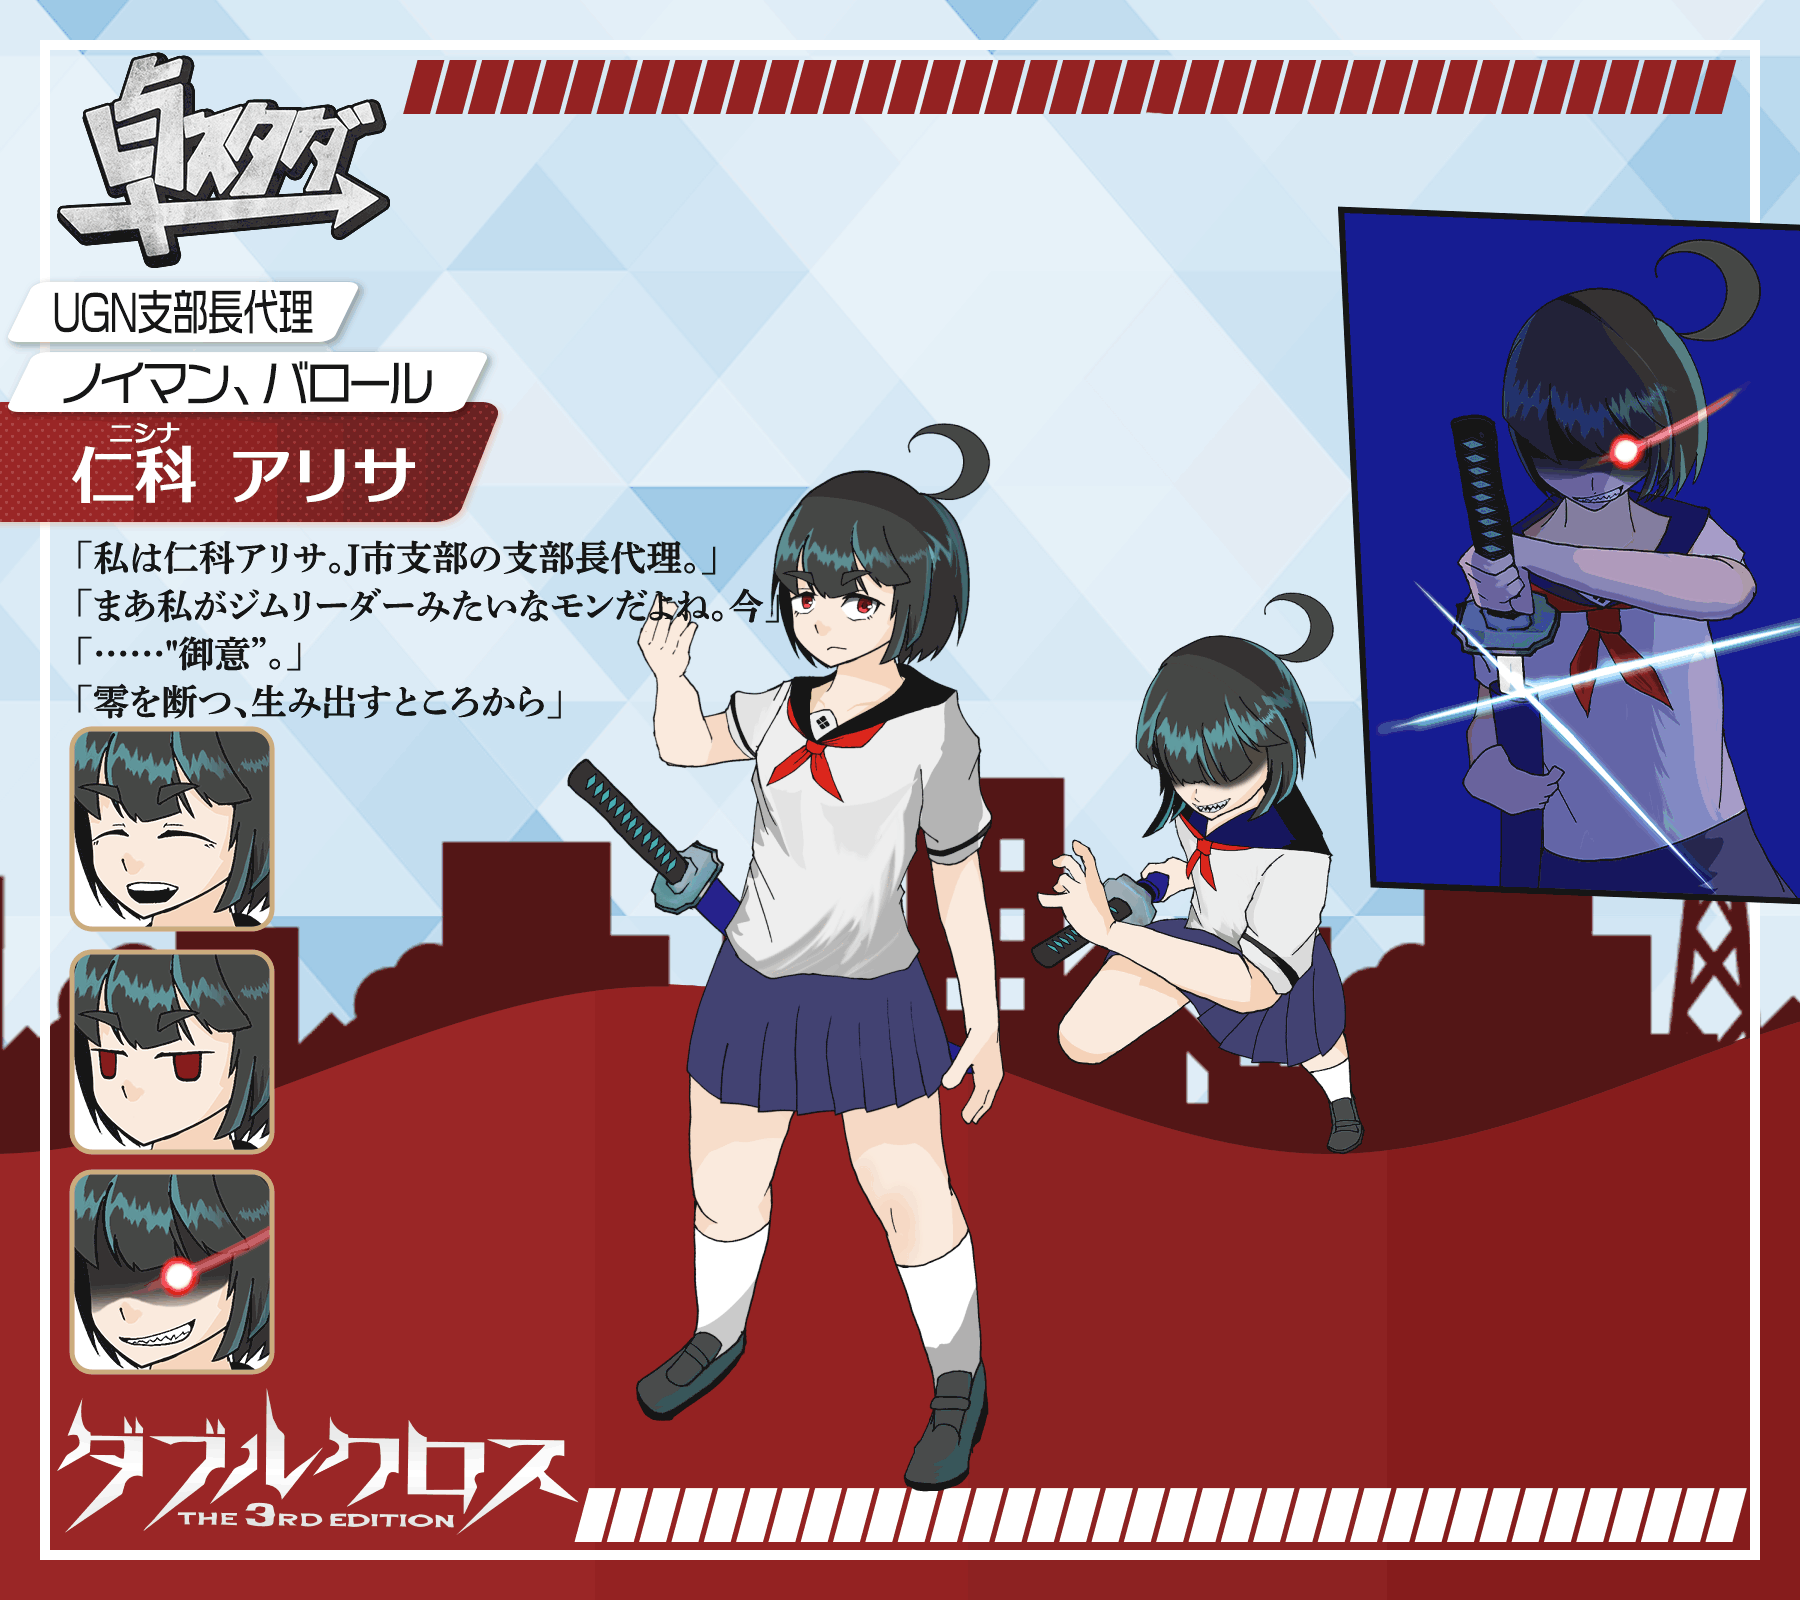 卓スタダ
UGN支部長代理
ノイマン、バロール
ニシナ
仁科 アリサ
「私は仁科アリサ。J市支部の支部長代理。」
「まあ私がジムリーダーみたいなモンだよね。今」
「……"御意”。」
「零を断つ、生み出すところから」
ダブルクロス
THE 3RD EDITION